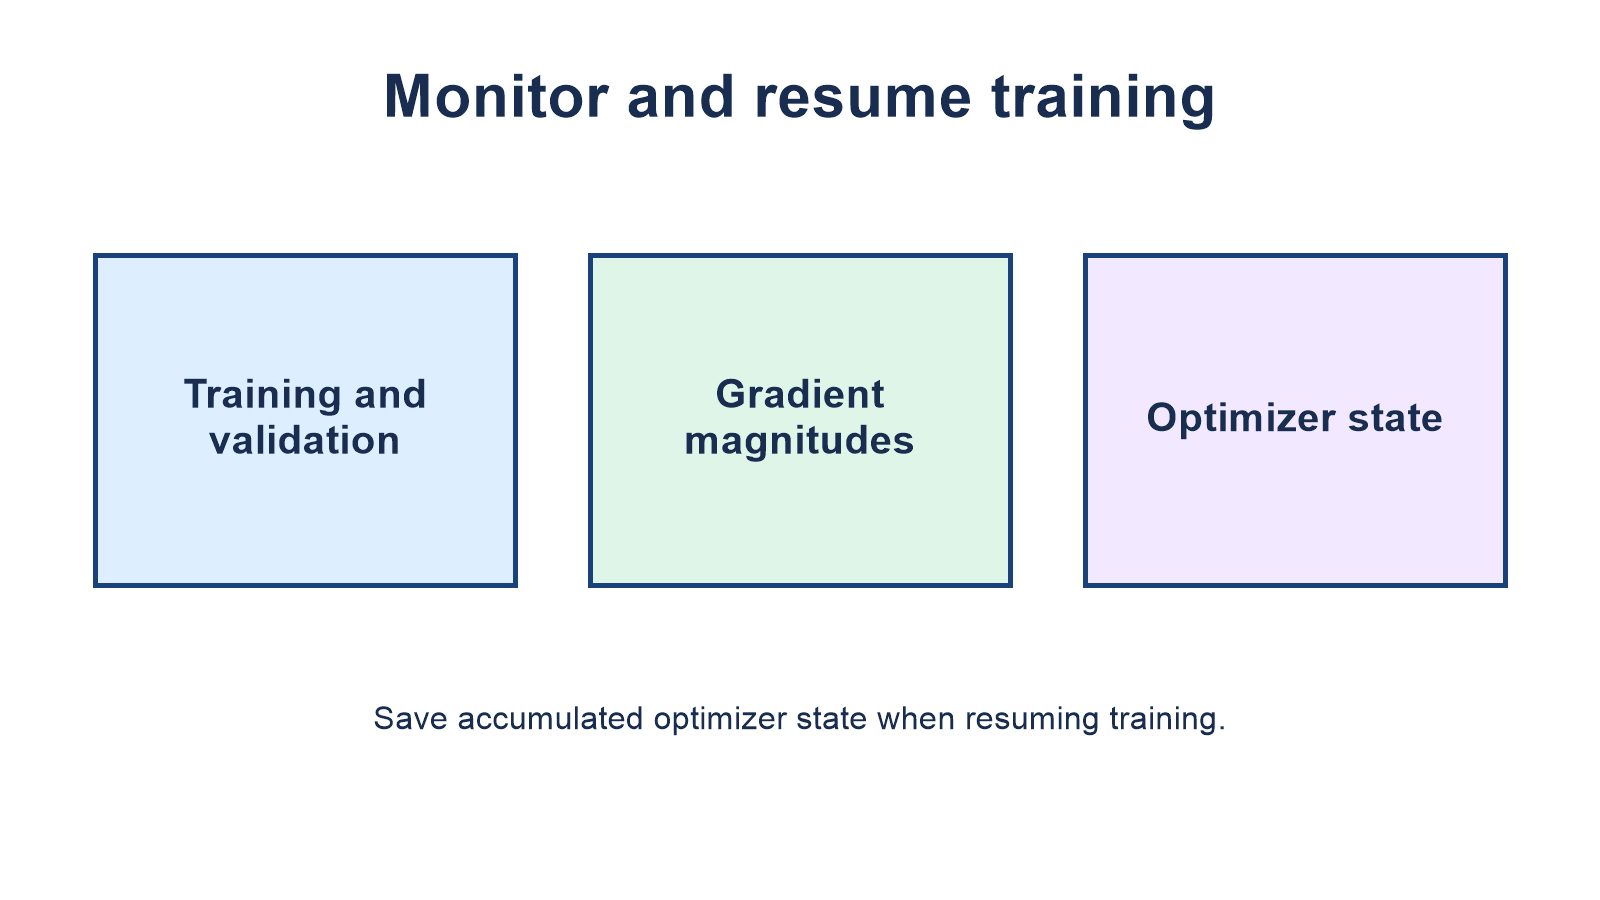 Monitor and resume training
Training and
validation
Gradient
magnitudes
Optimizer state
Save accumulated optimizer state when resuming training.